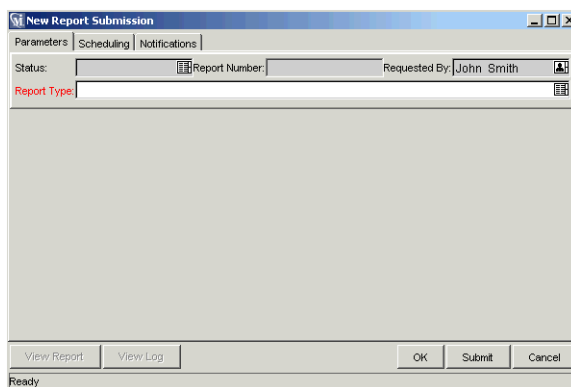 New Report Submission
Parameters Scheduling Notifications
Status: Report Number: Requested By: John Smith
Report Type:
View Report View Log OK Submit Cancel
Ready